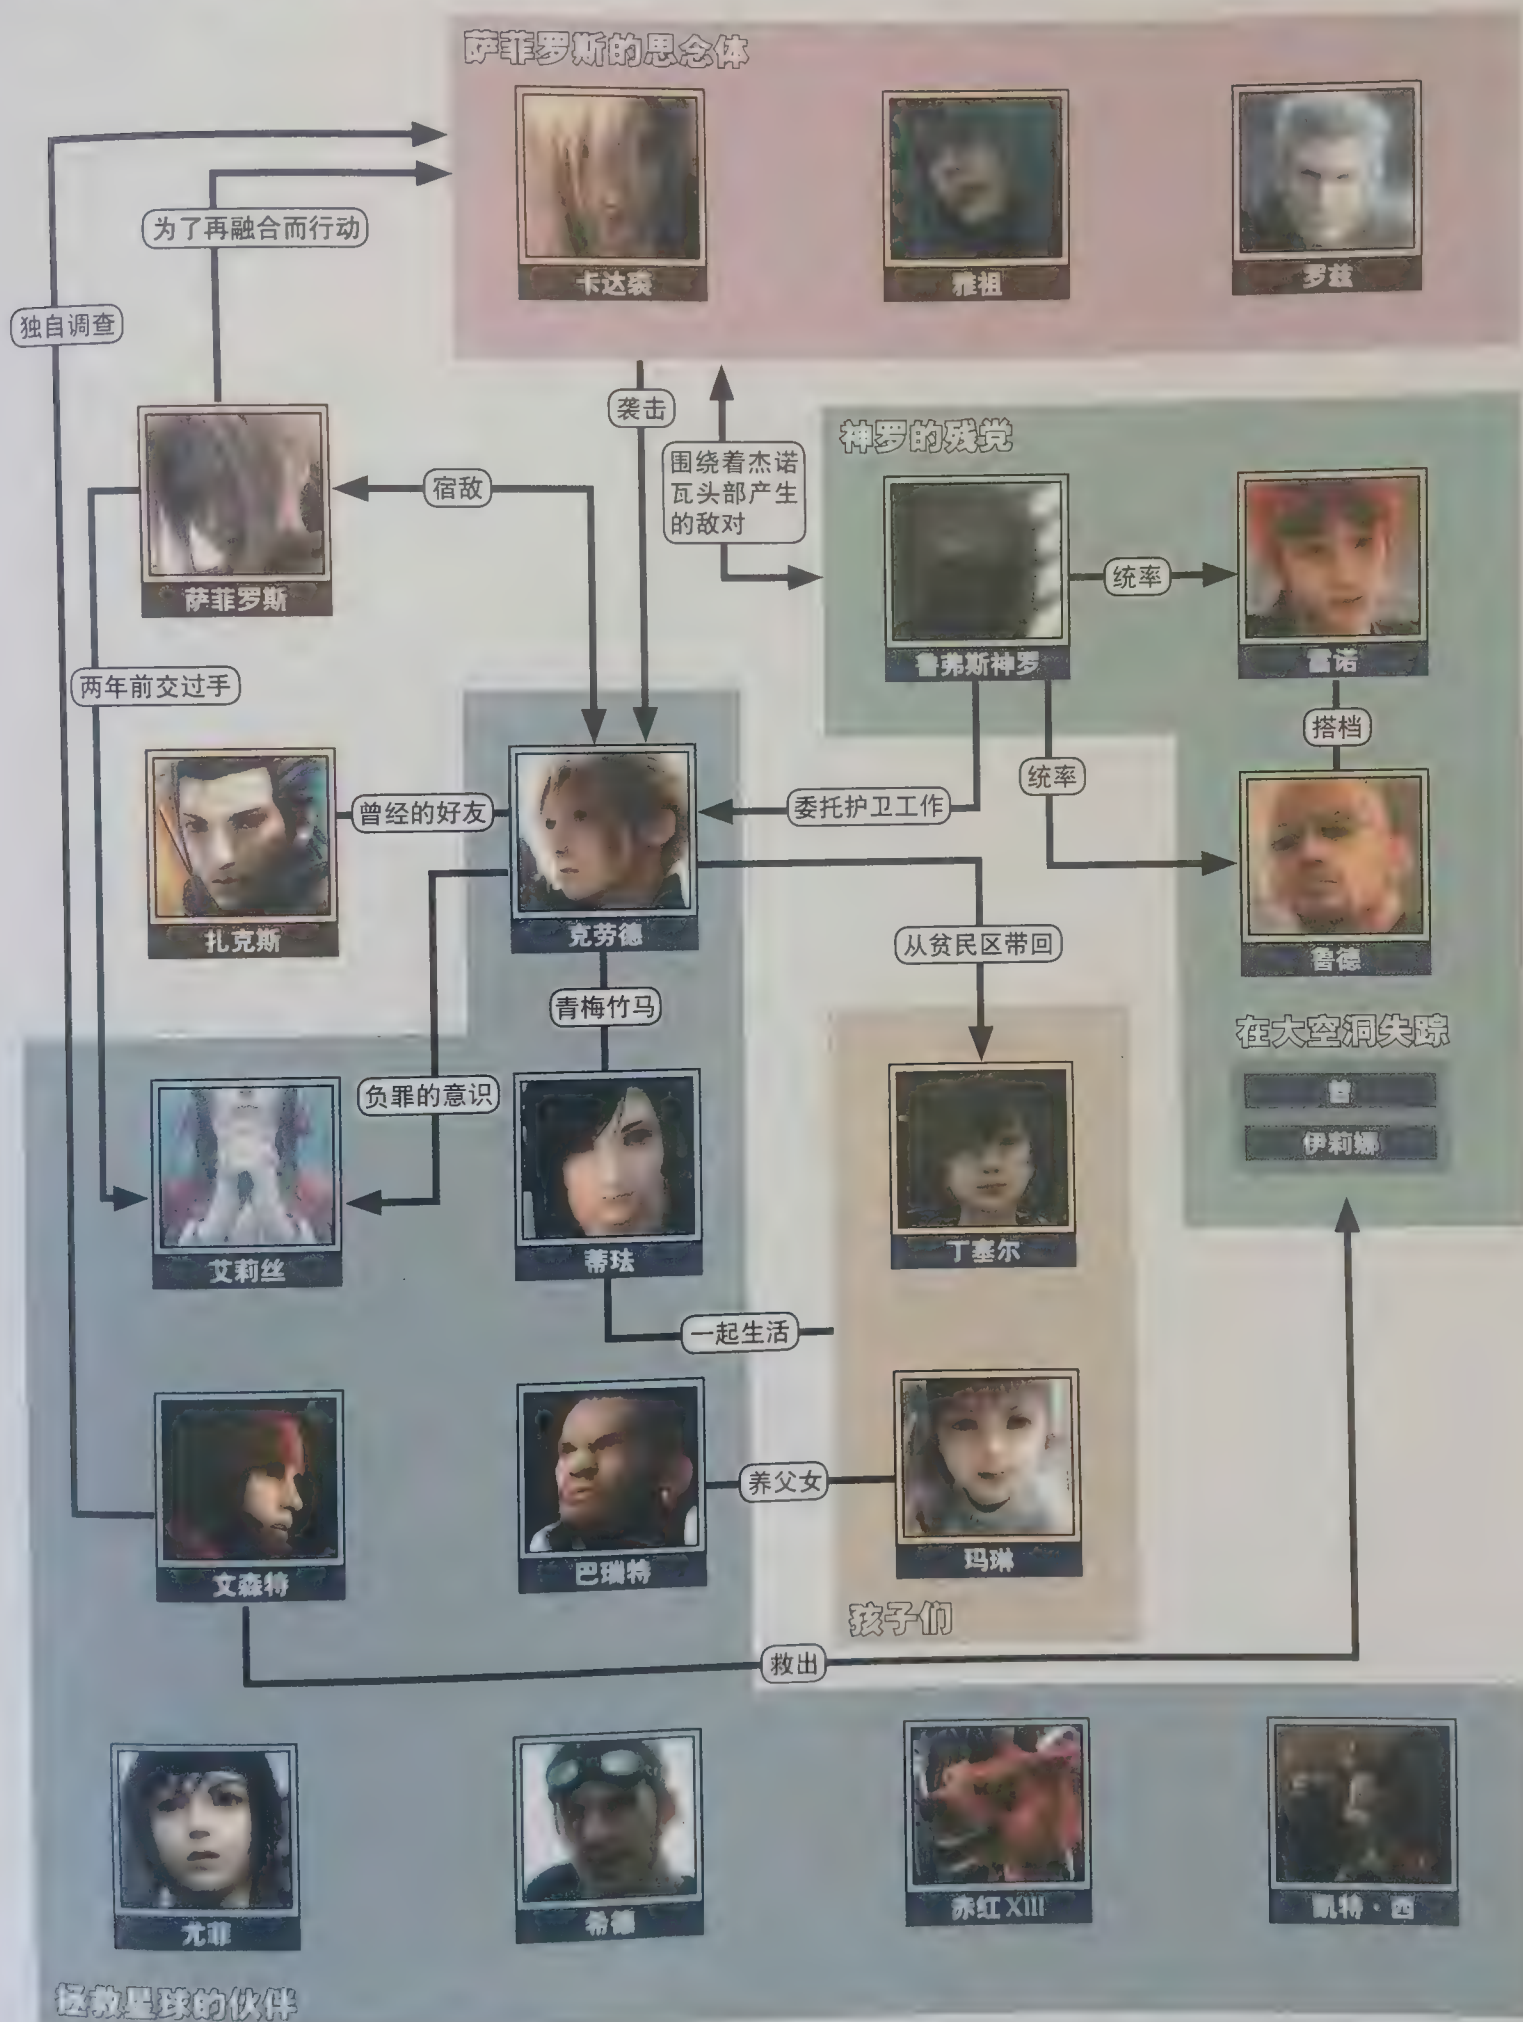 萨菲罗斯的思念体
卡达裘
雅祖
罗兹
为了再融合而行动
独自调查
袭击
围绕着杰诺
瓦头部产生
的敌对
神罗的残党
宿敌
统率
萨菲罗斯
鲁弗斯神罗
雷诺
两年前交过手
搭档
统率
曾经的好友
委托护卫工作
扎克斯
克劳德
从贫民区带回
鲁德
青梅竹马
在大空洞失踪
曾
伊莉娜
负罪的意识
艾莉丝
蒂珐
丁塞尔
一起生活
养父女
文森特
巴瑞特
玛琳
孩子们
救出
尤菲
希德
赤红XIII
凯特·西
拯救星球的伙伴